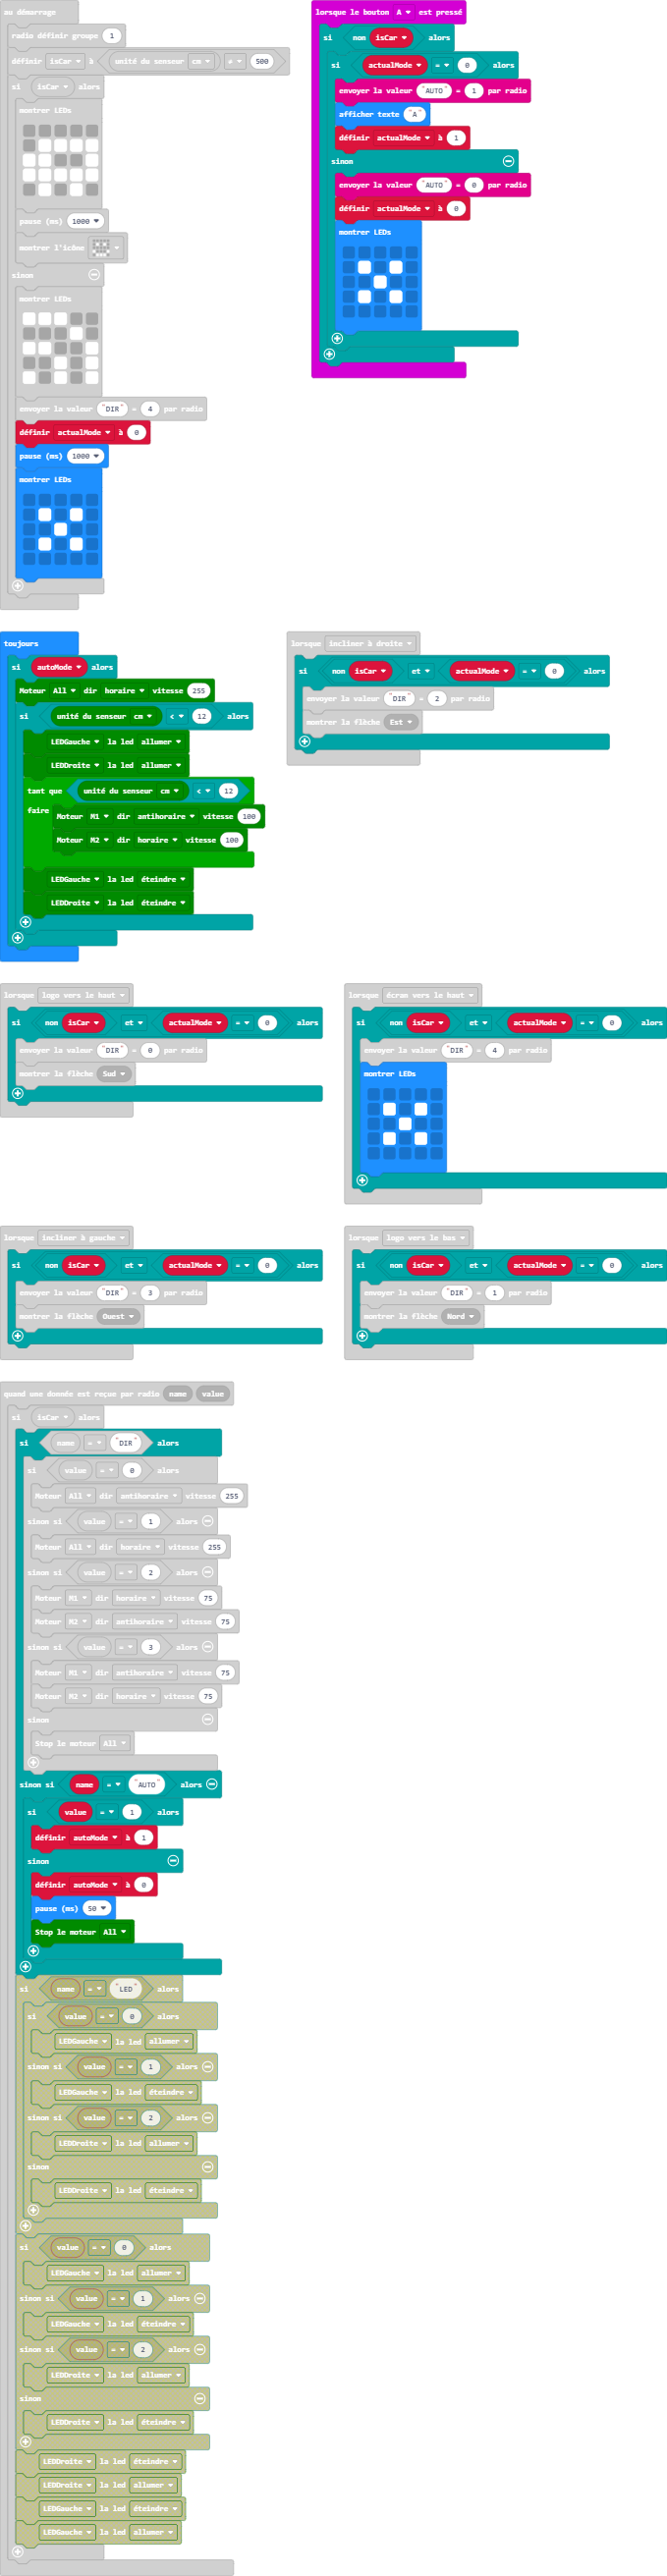 au démarrage
radio définir groupe 1
définir isCar à unité du senseur cm ≠ 500
si isCar alors
montrer LEDs
pause (ms) 1000
montrer l'icône
sinon
montrer LEDs
envoyer la valeur "DIR" = 4 par radio
définir actualMode à 0
pause (ms) 1000
montrer LEDs
lorsque le bouton A est pressé
si non isCar alors
si actualMode = 0 alors
envoyer la valeur "AUTO" = 1 par radio
afficher texte "A"
définir actualMode à 1
sinon
envoyer la valeur "AUTO" = 0 par radio
définir actualMode à 0
montrer LEDs
toujours
si autoMode alors
Moteur All dir horaire vitesse 255
si unité du senseur cm < 12 alors
LEDGauche la led allumer
LEDDroite la led allumer
tant que unité du senseur cm < 12
faire Moteur M1 dir antihoraire vitesse 100
Moteur M2 dir horaire vitesse 100
LEDGauche la led éteindre
LEDDroite la led éteindre
lorsque incliner à droite
si non isCar et actualMode = 0 alors
envoyer la valeur "DIR" = 2 par radio
montrer la flèche Est
lorsque logo vers le haut
si non isCar et actualMode = 0 alors
envoyer la valeur "DIR" = 0 par radio
montrer la flèche Sud
lorsque écran vers le haut
si non isCar et actualMode = 0 alors
envoyer la valeur "DIR" = 4 par radio
montrer LEDs
lorsque incliner à gauche
si non isCar et actualMode = 0 alors
envoyer la valeur "DIR" = 3 par radio
montrer la flèche Ouest
lorsque logo vers le bas
si non isCar et actualMode = 0 alors
envoyer la valeur "DIR" = 1 par radio
montrer la flèche Nord
quand une donnée est reçue par radio name value
si isCar alors
si name = "DIR" alors
si value = 0 alors
Moteur All dir antihoraire vitesse 255
sinon si value = 1 alors
Moteur All dir horaire vitesse 255
sinon si value = 2 alors
Moteur M1 dir horaire vitesse 75
Moteur M2 dir antihoraire vitesse 75
sinon si value = 3 alors
Moteur M1 dir antihoraire vitesse 75
Moteur M2 dir horaire vitesse 75
sinon
Stop le moteur All
sinon si name = "AUTO" alors
si value = 1 alors
définir autoMode à 1
sinon
définir autoMode à 0
pause (ms) 50
Stop le moteur All
si name = "LED" alors
si value = 0 alors
LEDGauche la led allumer
sinon si value = 1 alors
LEDGauche la led éteindre
sinon si value = 2 alors
LEDDroite la led allumer
sinon
LEDDroite la led éteindre
si value = 0 alors
LEDGauche la led allumer
sinon si value = 1 alors
LEDGauche la led éteindre
sinon si value = 2 alors
LEDDroite la led allumer
sinon
LEDDroite la led éteindre
LEDDroite la led éteindre
LEDDroite la led allumer
LEDGauche la led éteindre
LEDGauche la led allumer